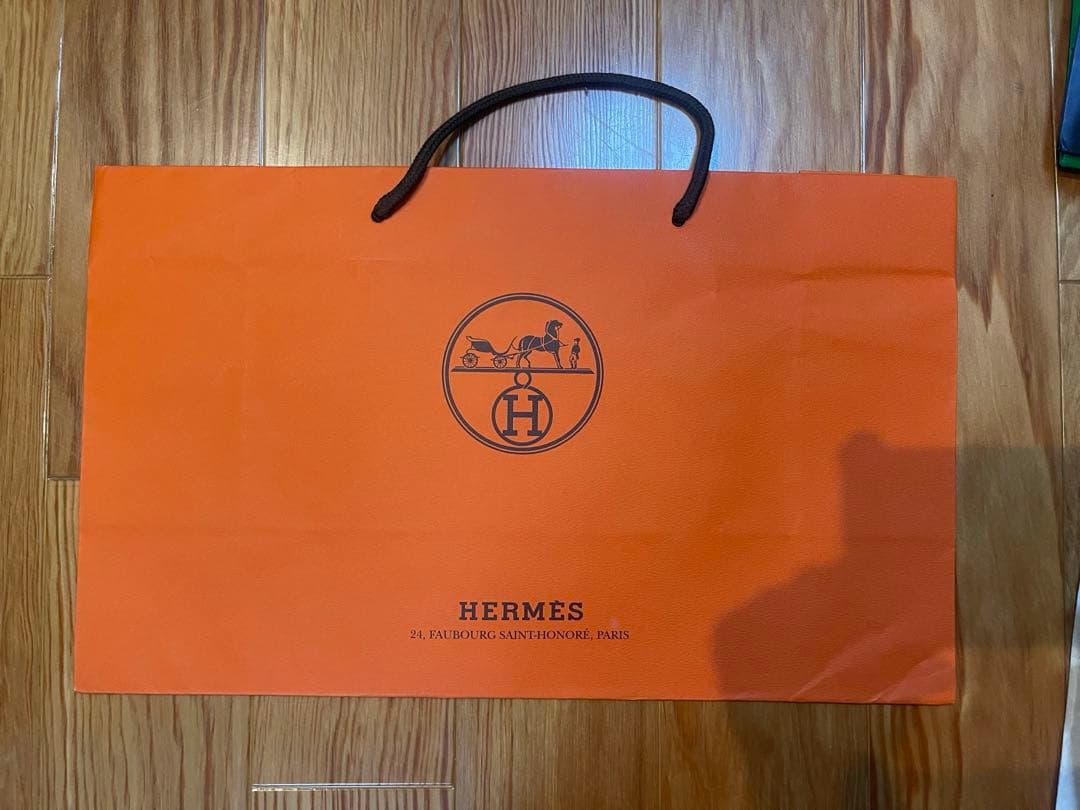 H
HERMÈS
24, FAUBOURG SAINT-HONORÉ, PARIS